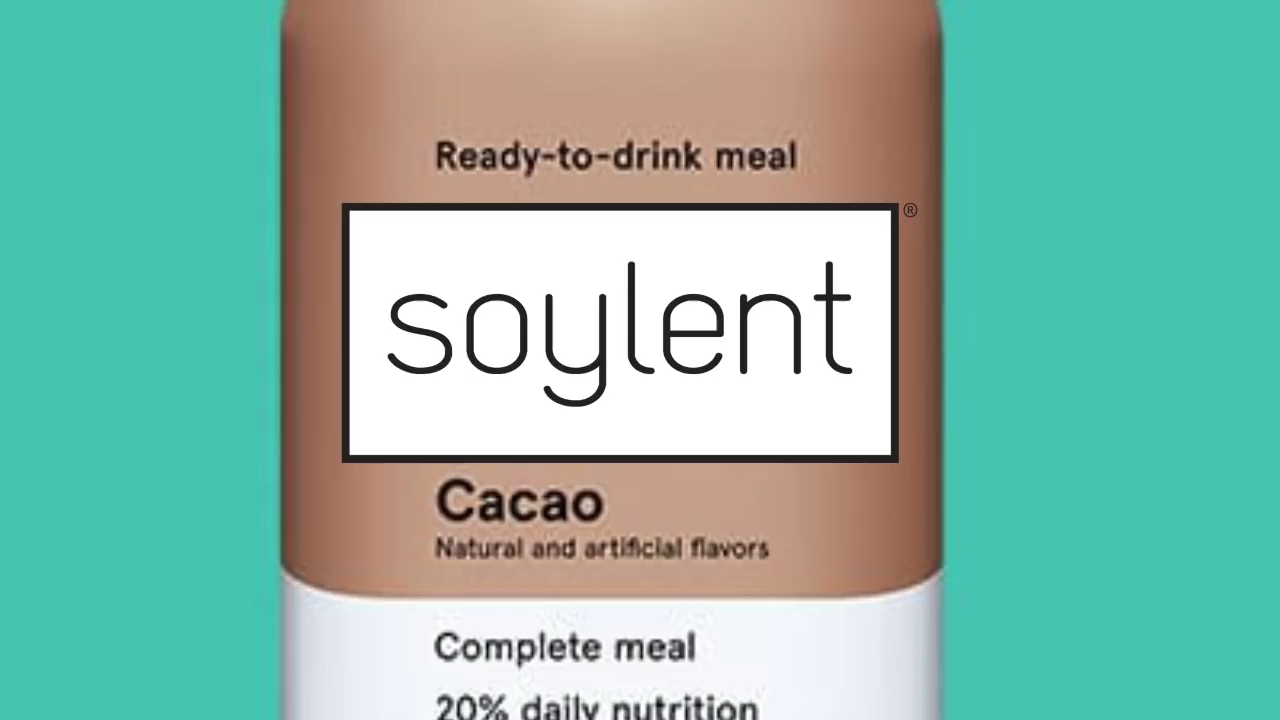 Ready-to-drink meal
soylent®
Cacao
Natural and artificial flavors
Complete meal
20% daily nutrition